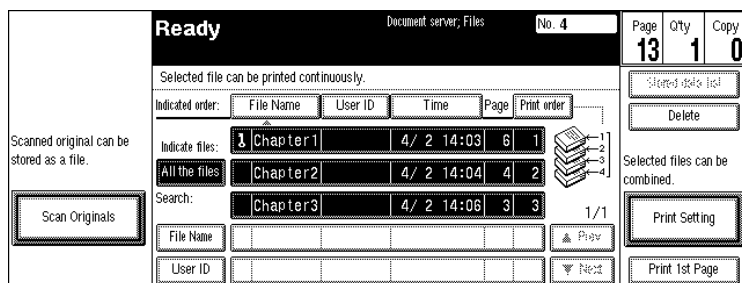 Ready
Document server; Files
No. 4
Page Q'ty Copy
13 1 0
Selected file can be printed continuously.
Stored data list
Indicated order: File Name User ID Time Page Print order
Delete
Scanned original can be
stored as a file.
Indicate files: Chapter1 4/ 2 14:03 6 1
1
2
3
4
All the files Chapter2 4/ 2 14:04 4 2
Selected files can be
combined.
Search: Chapter3 4/ 2 14:06 3 3
1/1
Scan Originals
Print Setting
File Name
▲ Prev
User ID
▼ Next
Print 1st Page